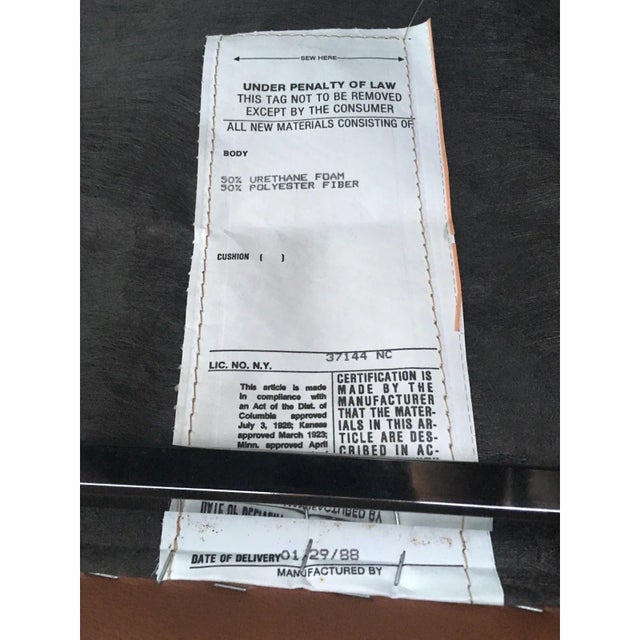 SEW HERE
UNDER PENALTY OF LAW
THIS TAG NOT TO BE REMOVED
EXCEPT BY THE CONSUMER
ALL NEW MATERIALS CONSISTING OF
BODY
50% URETHANE FOAM
50% POLYESTER FIBER
CUSHION ( )
37144 NC
LIC. NO. N.Y.
This article is made
in compliance with
an Act of the Dist. of
Columbia approved
July 3, 1926; Kansas
approved March 1923;
Minn. approved April
CERTIFICATION IS
MADE BY THE
MANUFACTURER
THAT THE MATER-
IALS IN THIS AR-
TICLE ARE DES-
CRIBED IN AC-
DATE OF DELIVERY 01/29/88
MANUFACTURED BY